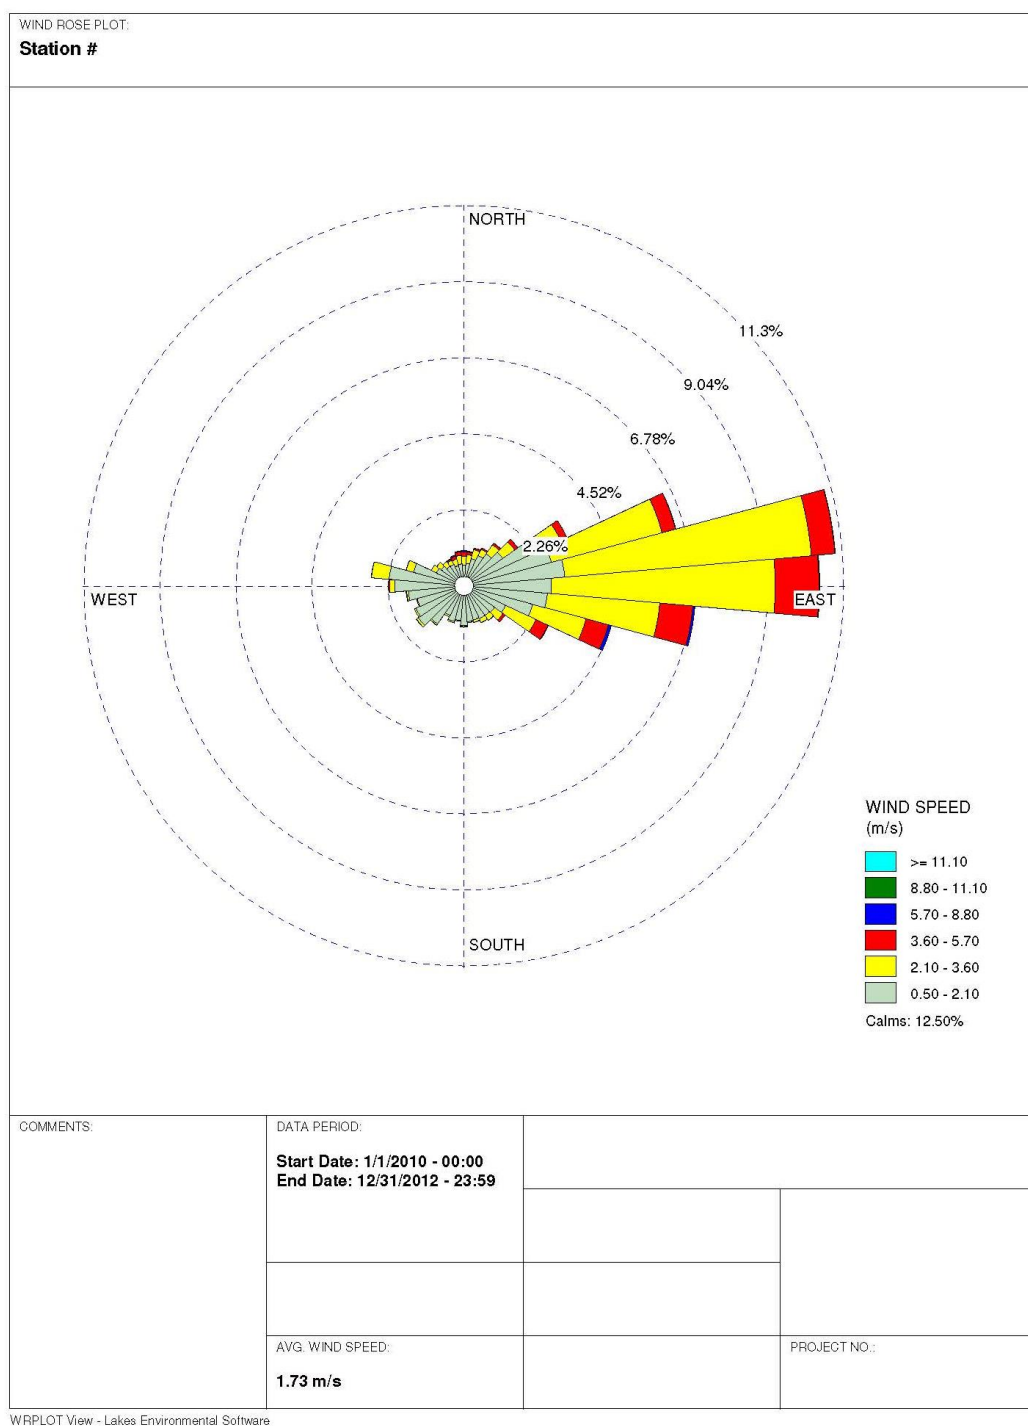 WIND ROSE PLOT:
Station #
NORTH
11.3%
9.04%
6.78%
4.52%
2.26%
WEST
EAST
SOUTH
WIND SPEED
(m/s)
>= 11.10
8.80 - 11.10
5.70 - 8.80
3.60 - 5.70
2.10 - 3.60
0.50 - 2.10
Calms: 12.50%
COMMENTS:
DATA PERIOD:
Start Date: 1/1/2010 - 00:00
End Date: 12/31/2012 - 23:59
AVG. WIND SPEED:
1.73 m/s
PROJECT NO.:
WRPLOT View - Lakes Environmental Software